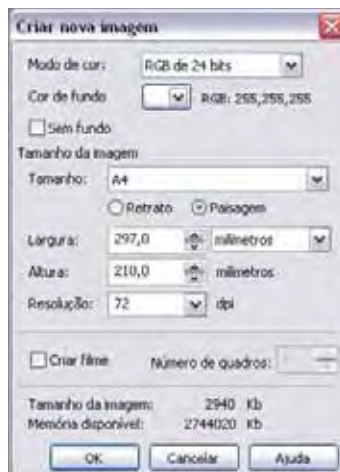 Criar nova imagem
Modo de cor: RGB de 24 bits
Cor de fundo RGB: 255,255,255
Sem fundo
Tamanho da imagem
Tamanho: A4
Retrato Paisagem
Largura: 297,0 milímetros
Altura: 210,0 milímetros
Resolução: 72 dpi
Criar filme Número de quadros:
Tamanho da imagem: 2940 Kb
Memória disponível: 2744020 Kb
OK Cancelar Ajuda